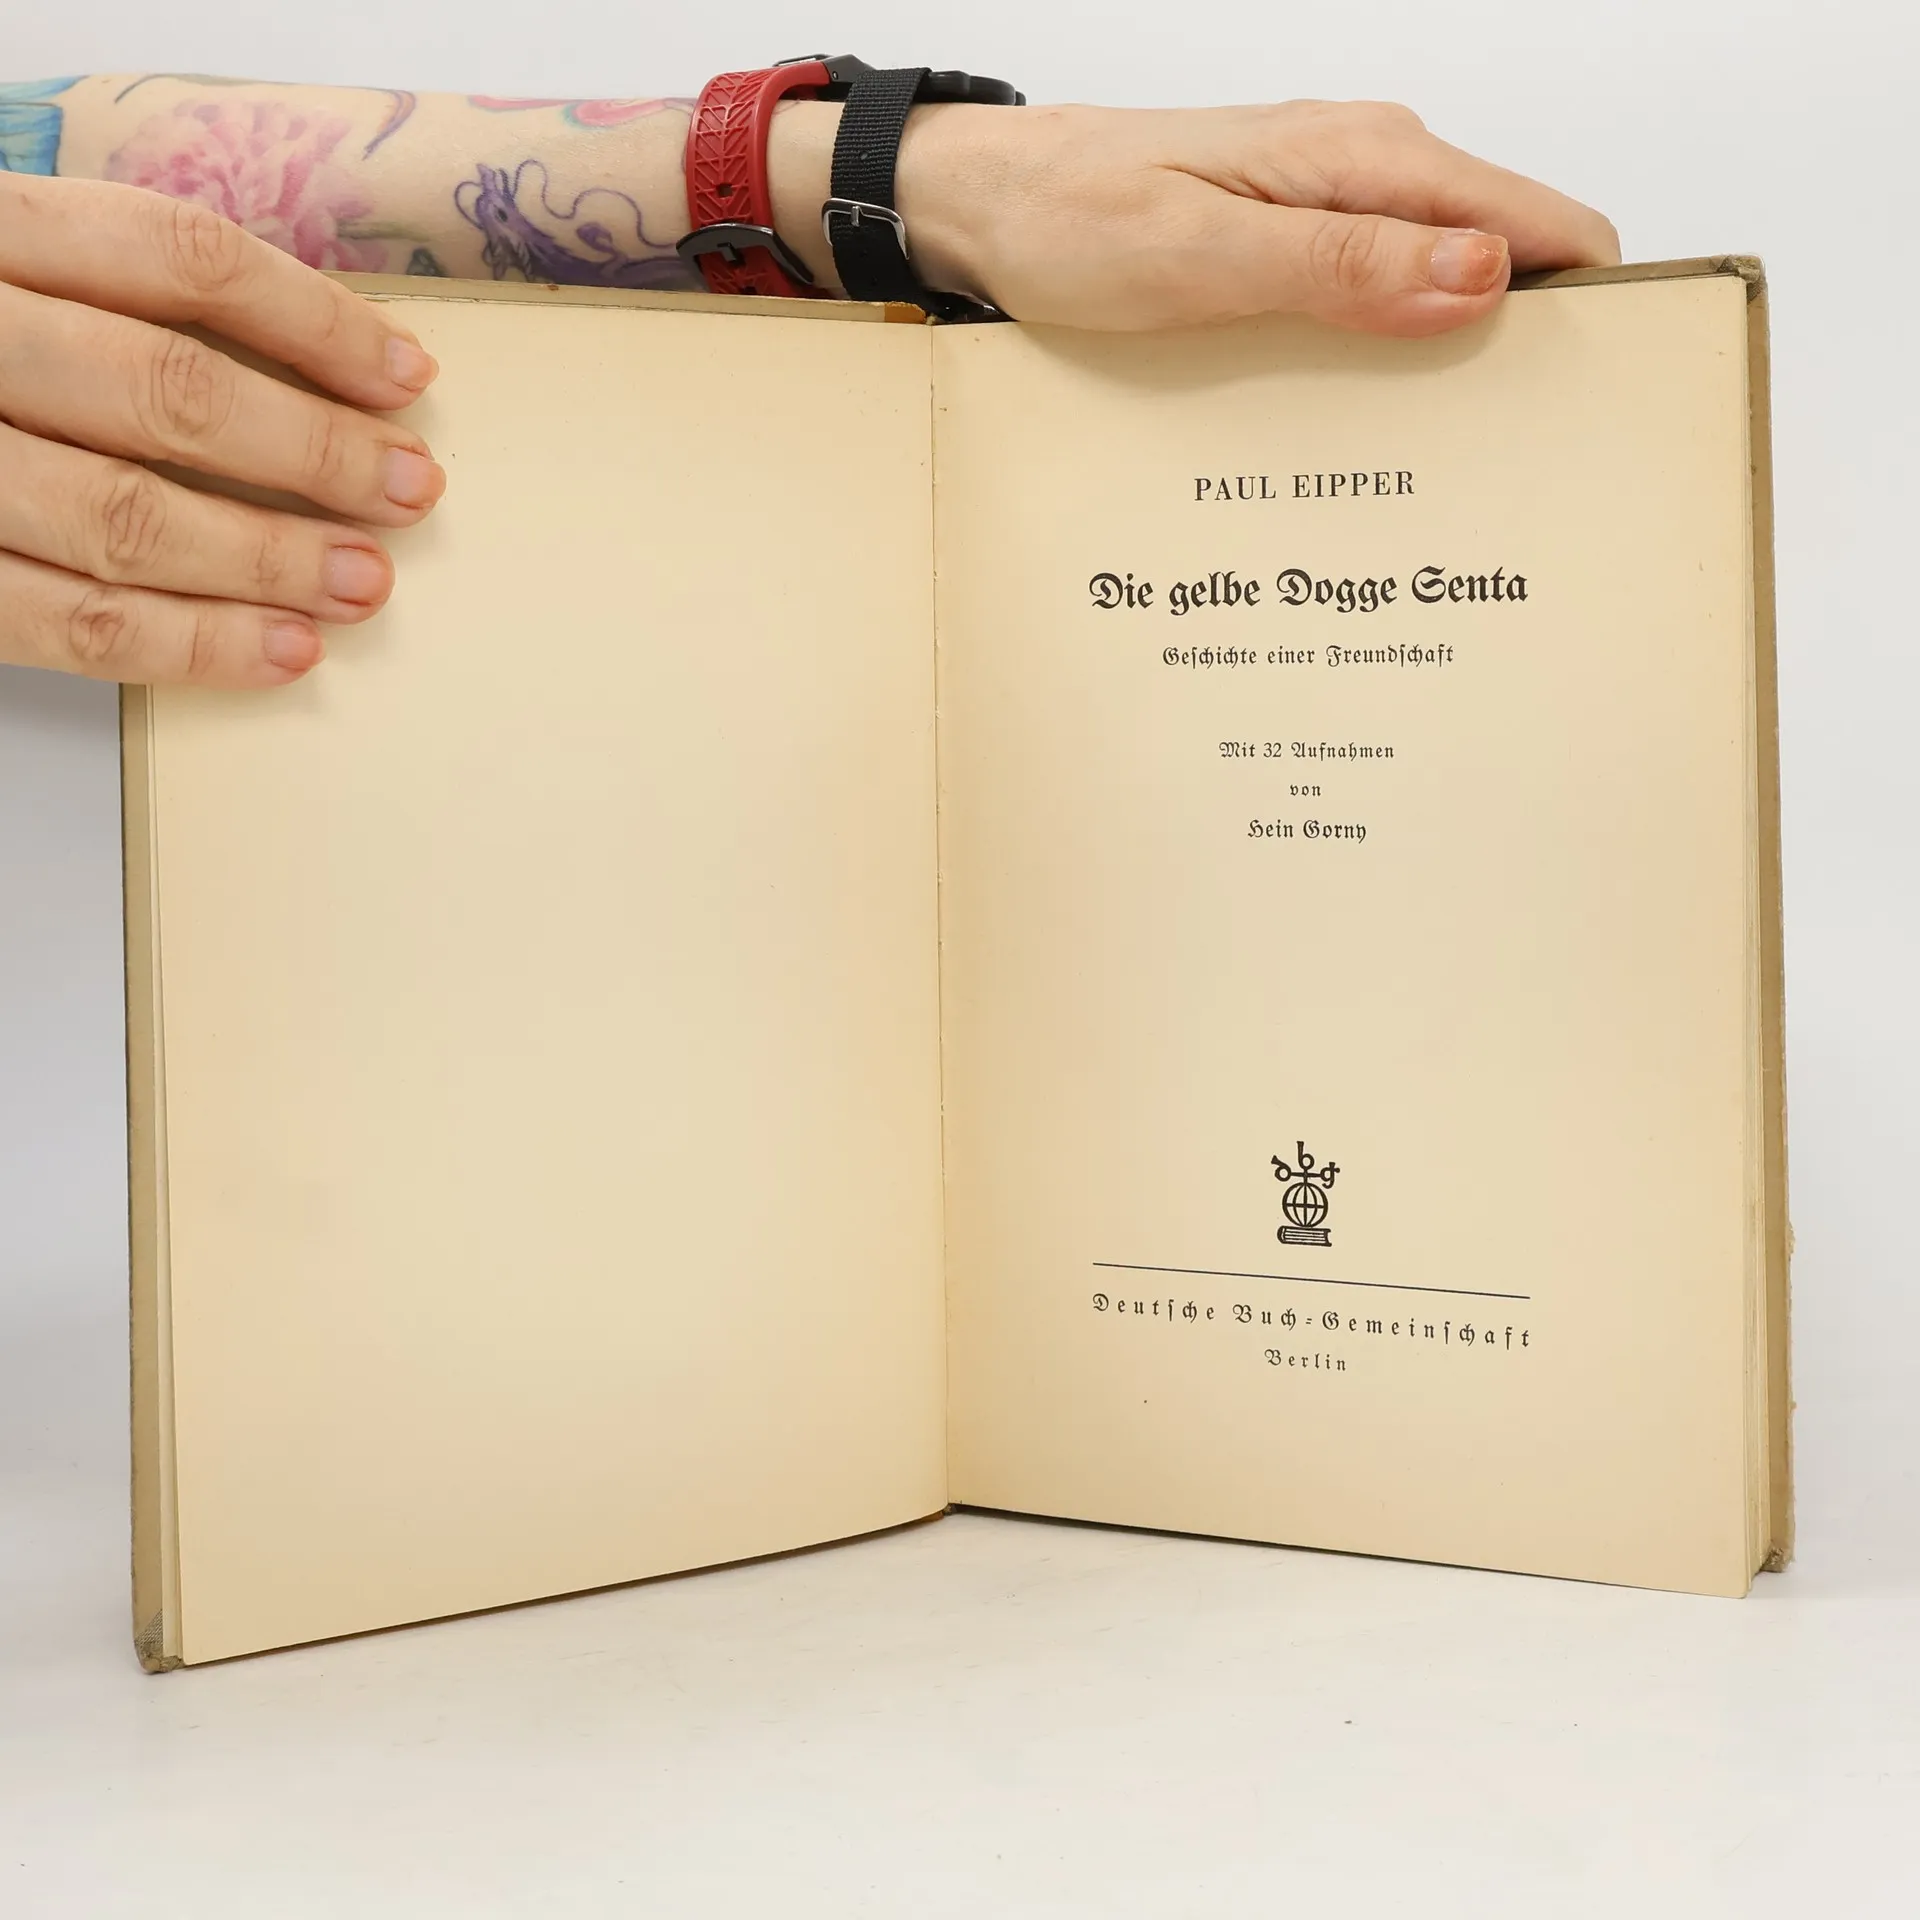 PAUL EIPPER
Die gelbe Dogge Senta
Geſchichte einer Freundſchaft
Mit 32 Aufnahmen
von
Hein Gorny
dbg
Deutſche Buch-Gemeinſchaft
Berlin